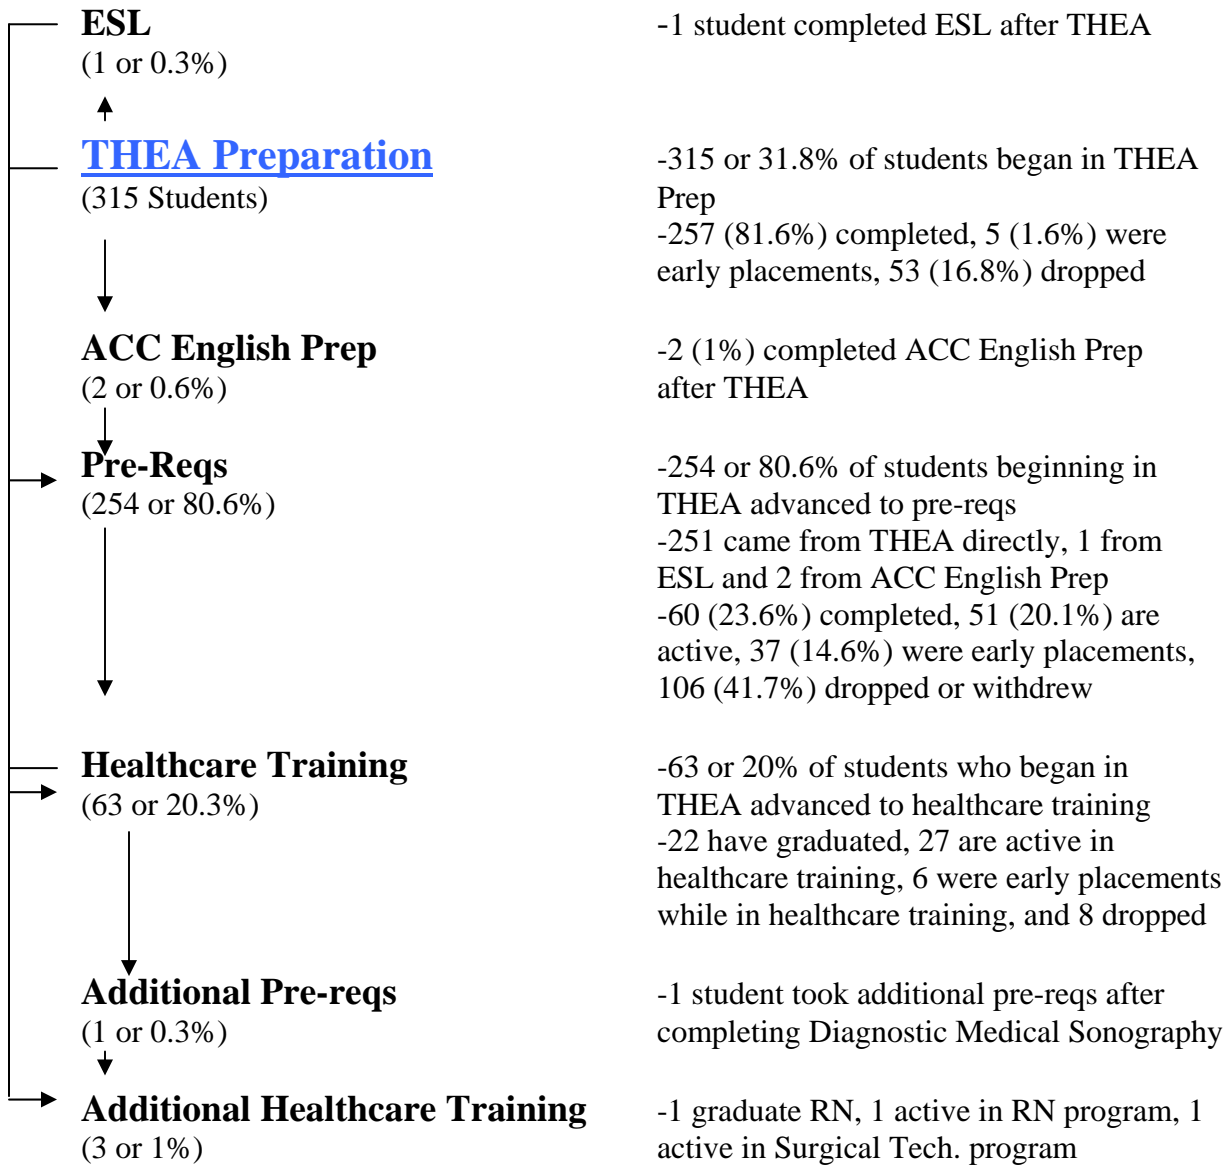 ESL
(1 or 0.3%)
-1 student completed ESL after THEA
THEA Preparation
(315 Students)
-315 or 31.8% of students began in THEA
Prep
-257 (81.6%) completed, 5 (1.6%) were
early placements, 53 (16.8%) dropped
ACC English Prep
(2 or 0.6%)
-2 (1%) completed ACC English Prep
after THEA
Pre-Reqs
(254 or 80.6%)
-254 or 80.6% of students beginning in
THEA advanced to pre-reqs
-251 came from THEA directly, 1 from
ESL and 2 from ACC English Prep
-60 (23.6%) completed, 51 (20.1%) are
active, 37 (14.6%) were early placements,
106 (41.7%) dropped or withdrew
Healthcare Training
(63 or 20.3%)
-63 or 20% of students who began in
THEA advanced to healthcare training
-22 have graduated, 27 are active in
healthcare training, 6 were early placements
while in healthcare training, and 8 dropped
Additional Pre-reqs
(1 or 0.3%)
-1 student took additional pre-reqs after
completing Diagnostic Medical Sonography
Additional Healthcare Training
(3 or 1%)
-1 graduate RN, 1 active in RN program, 1
active in Surgical Tech. program